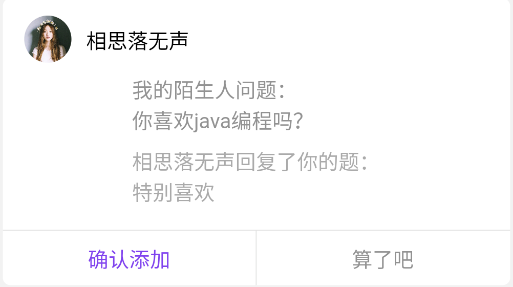 相思落无声
我的陌生人问题：
你喜欢java编程吗？
相思落无声回复了你的题：
特别喜欢
确认添加
算了吧